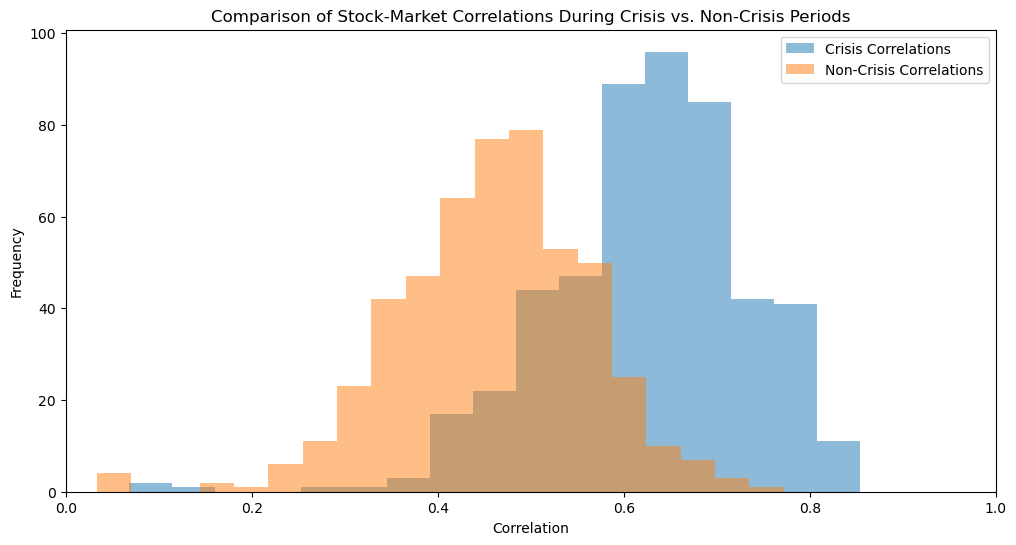 Comparison of Stock-Market Correlations During Crisis vs. Non-Crisis Periods
100
80
60
40
20
0
Frequency
Crisis Correlations
Non-Crisis Correlations
0.0 0.2 0.4 0.6 0.8 1.0
Correlation